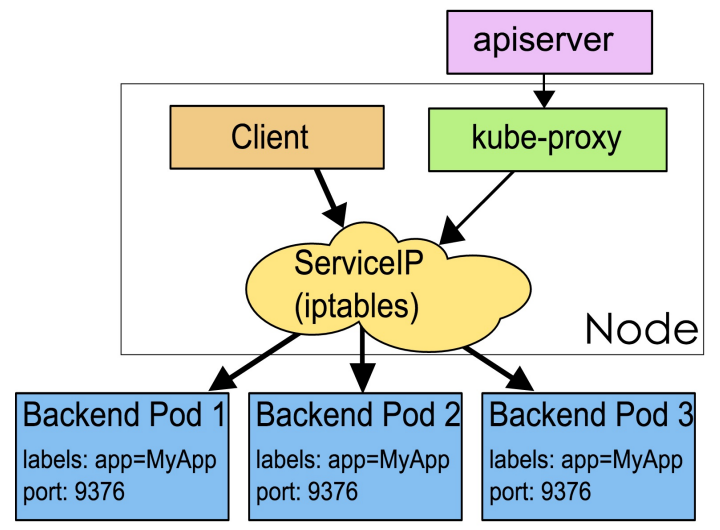 apiserver
Client
kube-proxy
ServiceIP
(iptables)
Node
Backend Pod 1
labels: app=MyApp
port: 9376
Backend Pod 2
labels: app=MyApp
port: 9376
Backend Pod 3
labels: app=MyApp
port: 9376